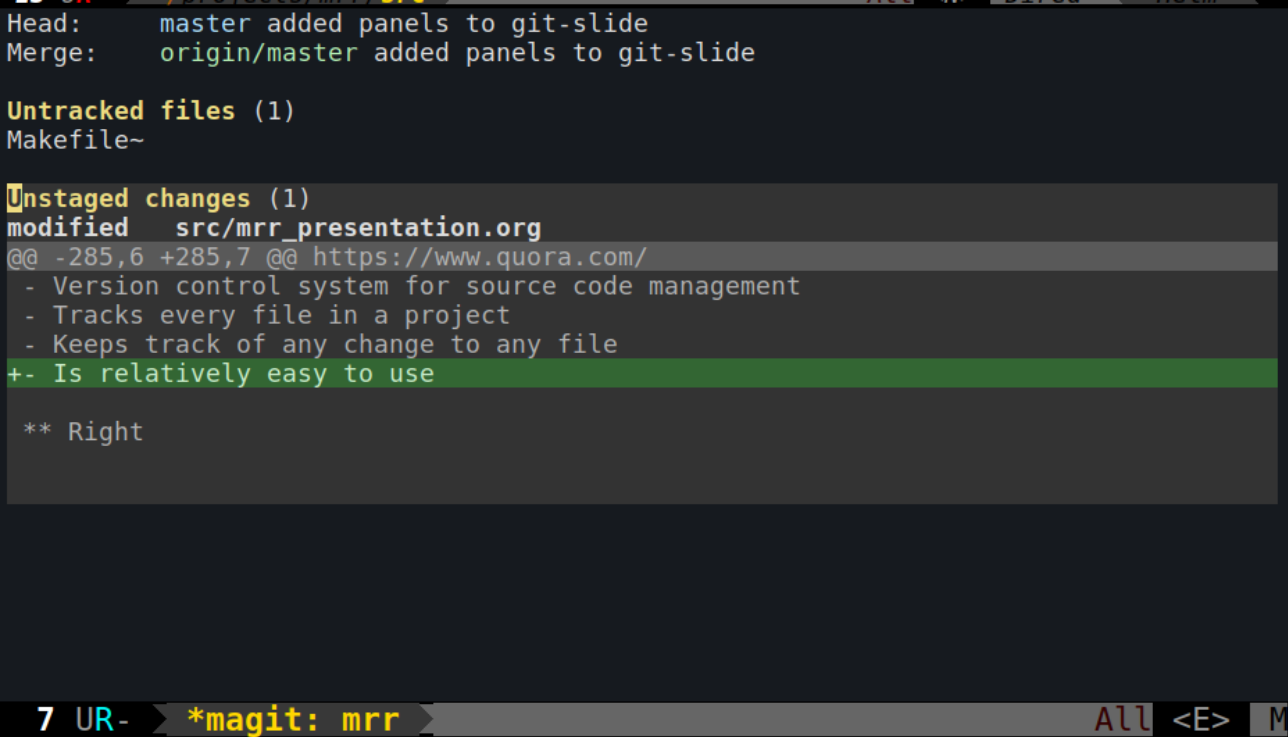 Head:     master added panels to git-slide
Merge:    origin/master added panels to git-slide
Untracked files (1)
Makefile~
Unstaged changes (1)
modified   src/mrr_presentation.org
@@ -285,6 +285,7 @@ https://www.quora.com/
 - Version control system for source code management
 - Tracks every file in a project
 - Keeps track of any change to any file
+- Is relatively easy to use
 ** Right
7 UR- *magit: mrr All <E> M